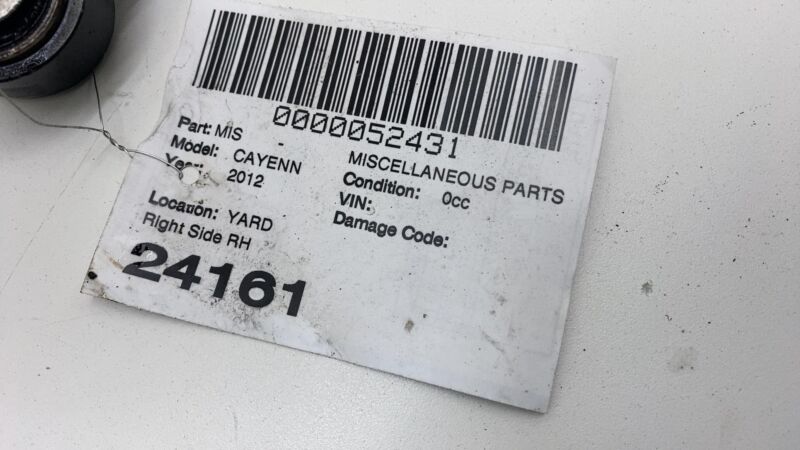 0000052431
Part: MIS MISCELLANEOUS PARTS
Model: CAYENN Condition: 0cc
Year: 2012 VIN:
Location: YARD Damage Code:
Right Side RH
24161